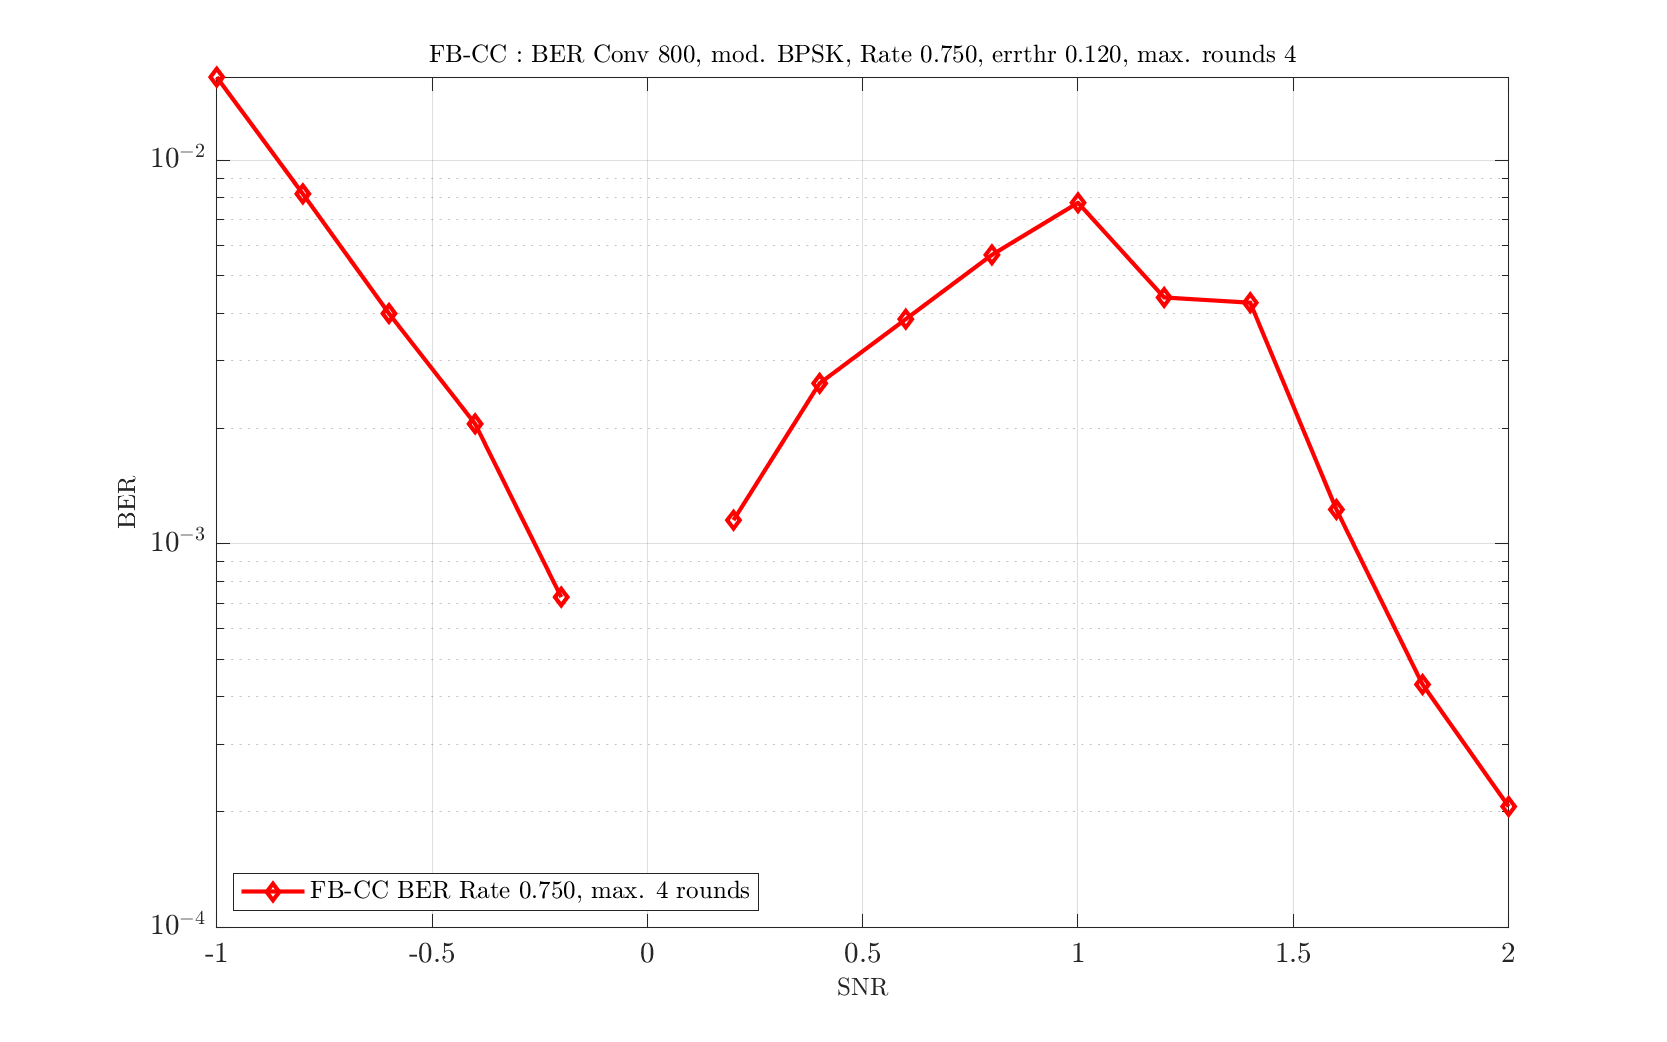 FB-CC : BER Conv 800, mod. BPSK, Rate 0.750, errthr 0.120, max. rounds 4
10⁻²
10⁻³
10⁻⁴
BER
FB-CC BER Rate 0.750, max. 4 rounds
-1 -0.5 0 0.5 1 1.5 2
SNR